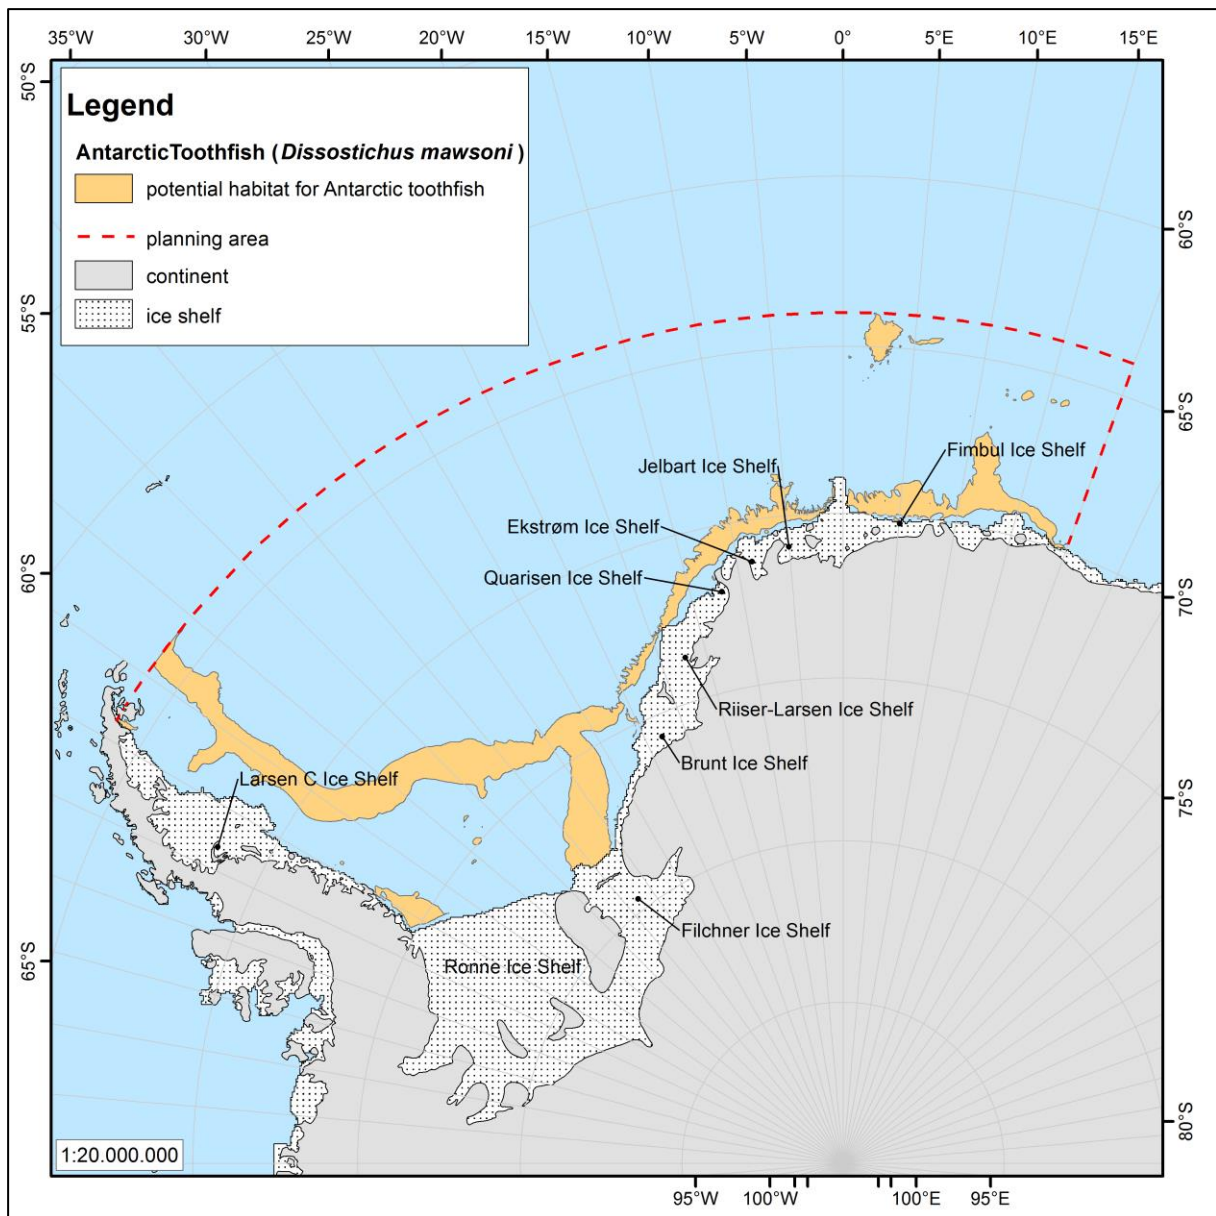 35°W 30°W 25°W 20°W 15°W 10°W 5°W 0° 5°E 10°E 15°E
50°S
55°S
60°S
65°S
Legend
AntarcticToothfish (Dissostichus mawsoni)
potential habitat for Antarctic toothfish
planning area
continent
ice shelf
60°S
65°S
70°S
75°S
80°S
Fimbul Ice Shelf
Jelbart Ice Shelf
Ekstrøm Ice Shelf
Quarisen Ice Shelf
Riiser-Larsen Ice Shelf
Brunt Ice Shelf
Larsen C Ice Shelf
Filchner Ice Shelf
Ronne Ice Shelf
1:20.000.000
95°W 100°W 100°E 95°E